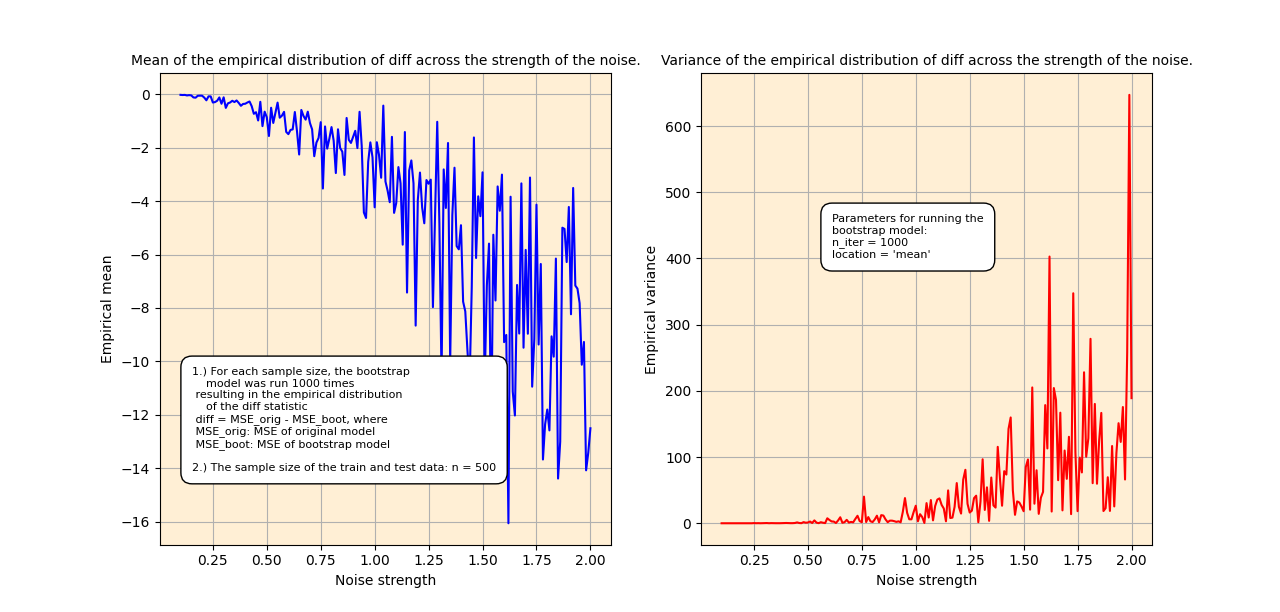 Mean of the empirical distribution of diff across the strength of the noise.
Variance of the empirical distribution of diff across the strength of the noise.
Empirical mean
0
−2
−4
−6
−8
−10
−12
−14
−16
1.) For each sample size, the bootstrap
model was run 1000 times
resulting in the empirical distribution
of the diff statistic
diff = MSE_orig - MSE_boot, where
MSE_orig: MSE of original model
MSE_boot: MSE of bootstrap model
2.) The sample size of the train and test data: n = 500
0.25 0.50 0.75 1.00 1.25 1.50 1.75 2.00
Noise strength
Empirical variance
600
500
400
300
200
100
0
Parameters for running the
bootstrap model:
n_iter = 1000
location = 'mean'
0.25 0.50 0.75 1.00 1.25 1.50 1.75 2.00
Noise strength